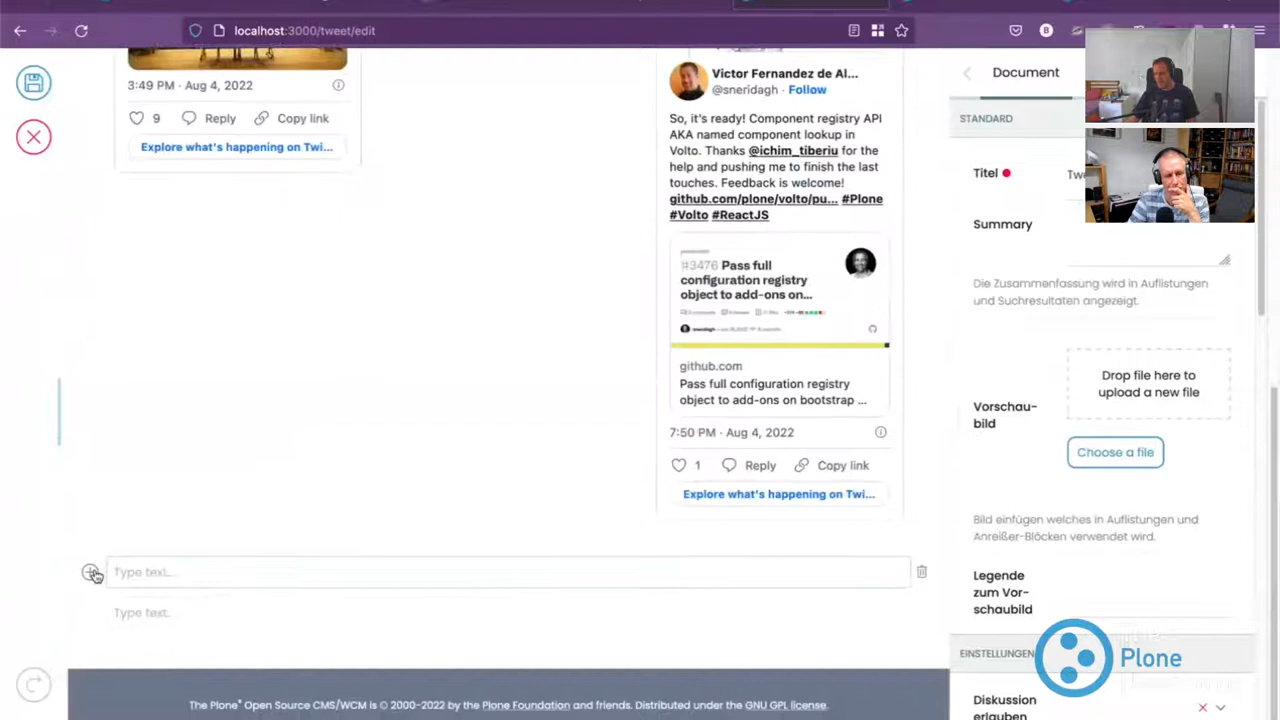 localhost:3000/tweet/edit
3:49 PM · Aug 4, 2022
9 Reply Copy link
Explore what's happening on Twi...
Victor Fernandez de Al...
@sneridagh · Follow
So, it's ready! Component registry API
AKA named component lookup in
Volto. Thanks @ichim_tiberiu for the
help and pushing me to finish the last
touches. Feedback is welcome!
github.com/plone/volto/pu... #Plone
#Volto #ReactJS
#3476 Pass full
configuration registry
object to add-ons on...
github.com
Pass full configuration registry
object to add-ons on bootstrap ...
7:50 PM · Aug 4, 2022
1 Reply Copy link
Explore what's happening on Twi...
Type text...
Type text...
The Plone® Open Source CMS/WCM is © 2000-2022 by the Plone Foundation and friends. Distributed under the GNU GPL license.
Document
STANDARD
Titel
Summary
Die Zusammenfassung wird in Auflistungen
und Suchresultaten angezeigt.
Vorschau-
bild
Drop file here to
upload a new file
Choose a file
Bild einfügen welches in Auflistungen und
Anreißer-Blöcken verwendet wird.
Legende
zum Vor-
schaubild
EINSTELLUNGEN
Plone
Diskussion
erlauben